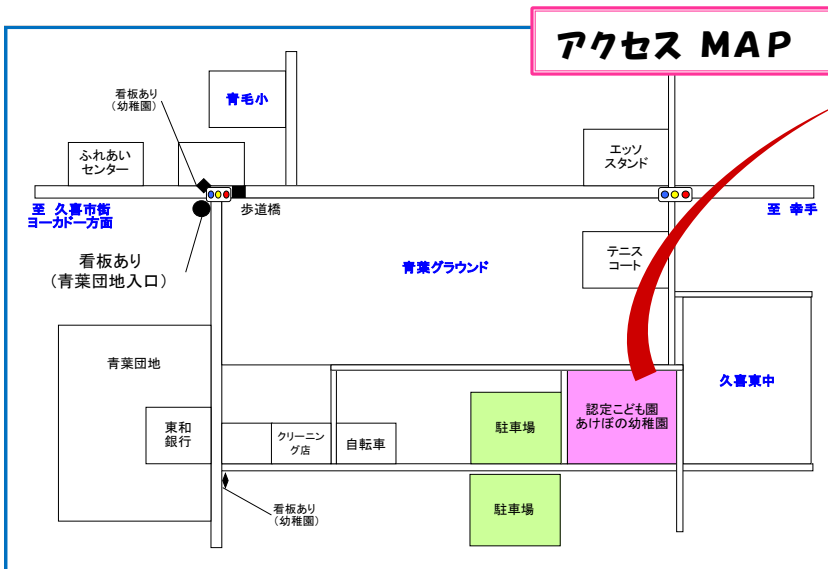 アクセス MAP
看板あり
(幼稚園)
青毛小
ふれあい
センター
エッソ
スタンド
至 久喜市街
ヨーカドー方面
歩道橋
至 幸手
看板あり
(青葉団地入口)
青葉グラウンド
テニス
コート
青葉団地
久喜東中
東和
銀行
クリーニン
グ店
自転車
駐車場
認定こども園
あけぼの幼稚園
看板あり
(幼稚園)
駐車場